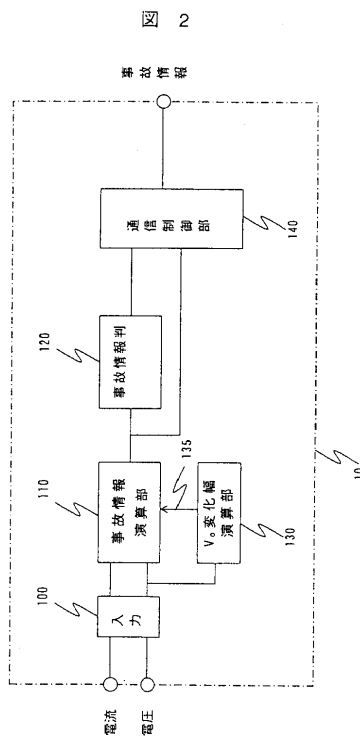 図 2
電流
電圧
100
入力
110
事故情報
演算部
135
V₀変化幅
演算部
130
120
事故情報判
通信制御部
140
事故情報
10